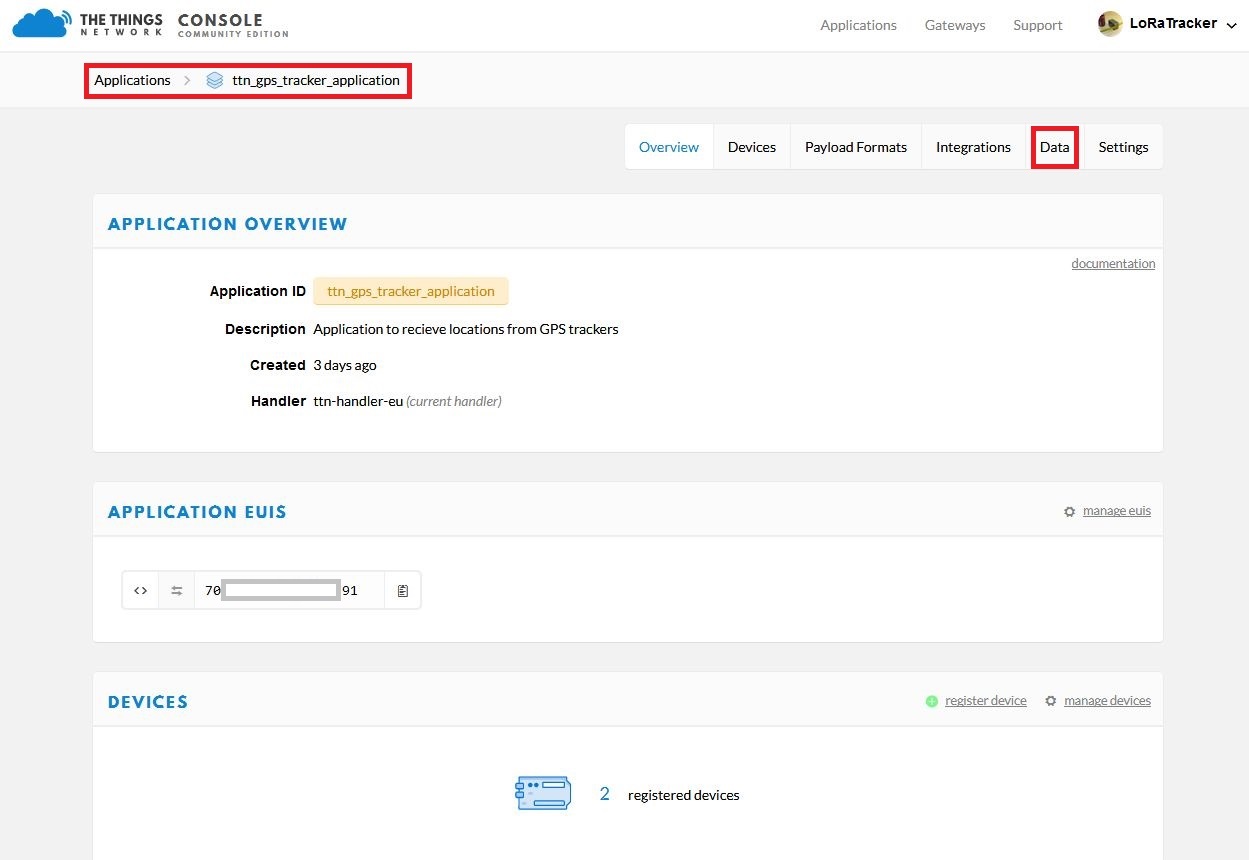 THE THINGS NETWORK CONSOLE COMMUNITY EDITION Applications Gateways Support LoRaTracker
Applications ttn_gps_tracker_application
Overview Devices Payload Formats Integrations Data Settings
APPLICATION OVERVIEW
documentation
Application ID ttn_gps_tracker_application
Description Application to recieve locations from GPS trackers
Created 3 days ago
Handler ttn-handler-eu (current handler)
APPLICATION EUIS manage euis
<> 70 91
DEVICES register device manage devices
2 registered devices